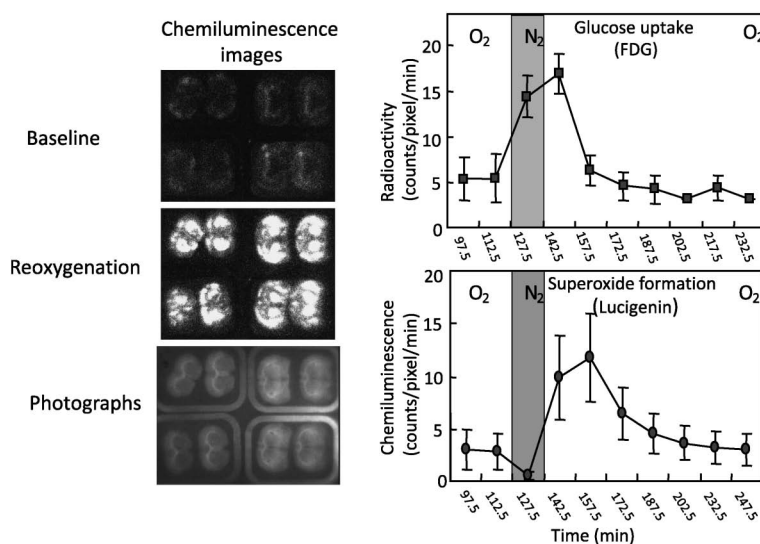 Chemiluminescence
images
Baseline
Reoxygenation
Photographs
O2 N2 Glucose uptake O2
(FDG)
Radioactivity
(counts/pixel/min)
20
15
10
5
0
97.5 112.5 127.5 142.5 157.5 172.5 187.5 202.5 217.5 232.5
O2 N2 Superoxide formation O2
(Lucigenin)
Chemiluminescence
(counts/pixel/min)
20
15
10
5
0
97.5 112.5 127.5 142.5 157.5 172.5 187.5 202.5 232.5 247.5
Time (min)